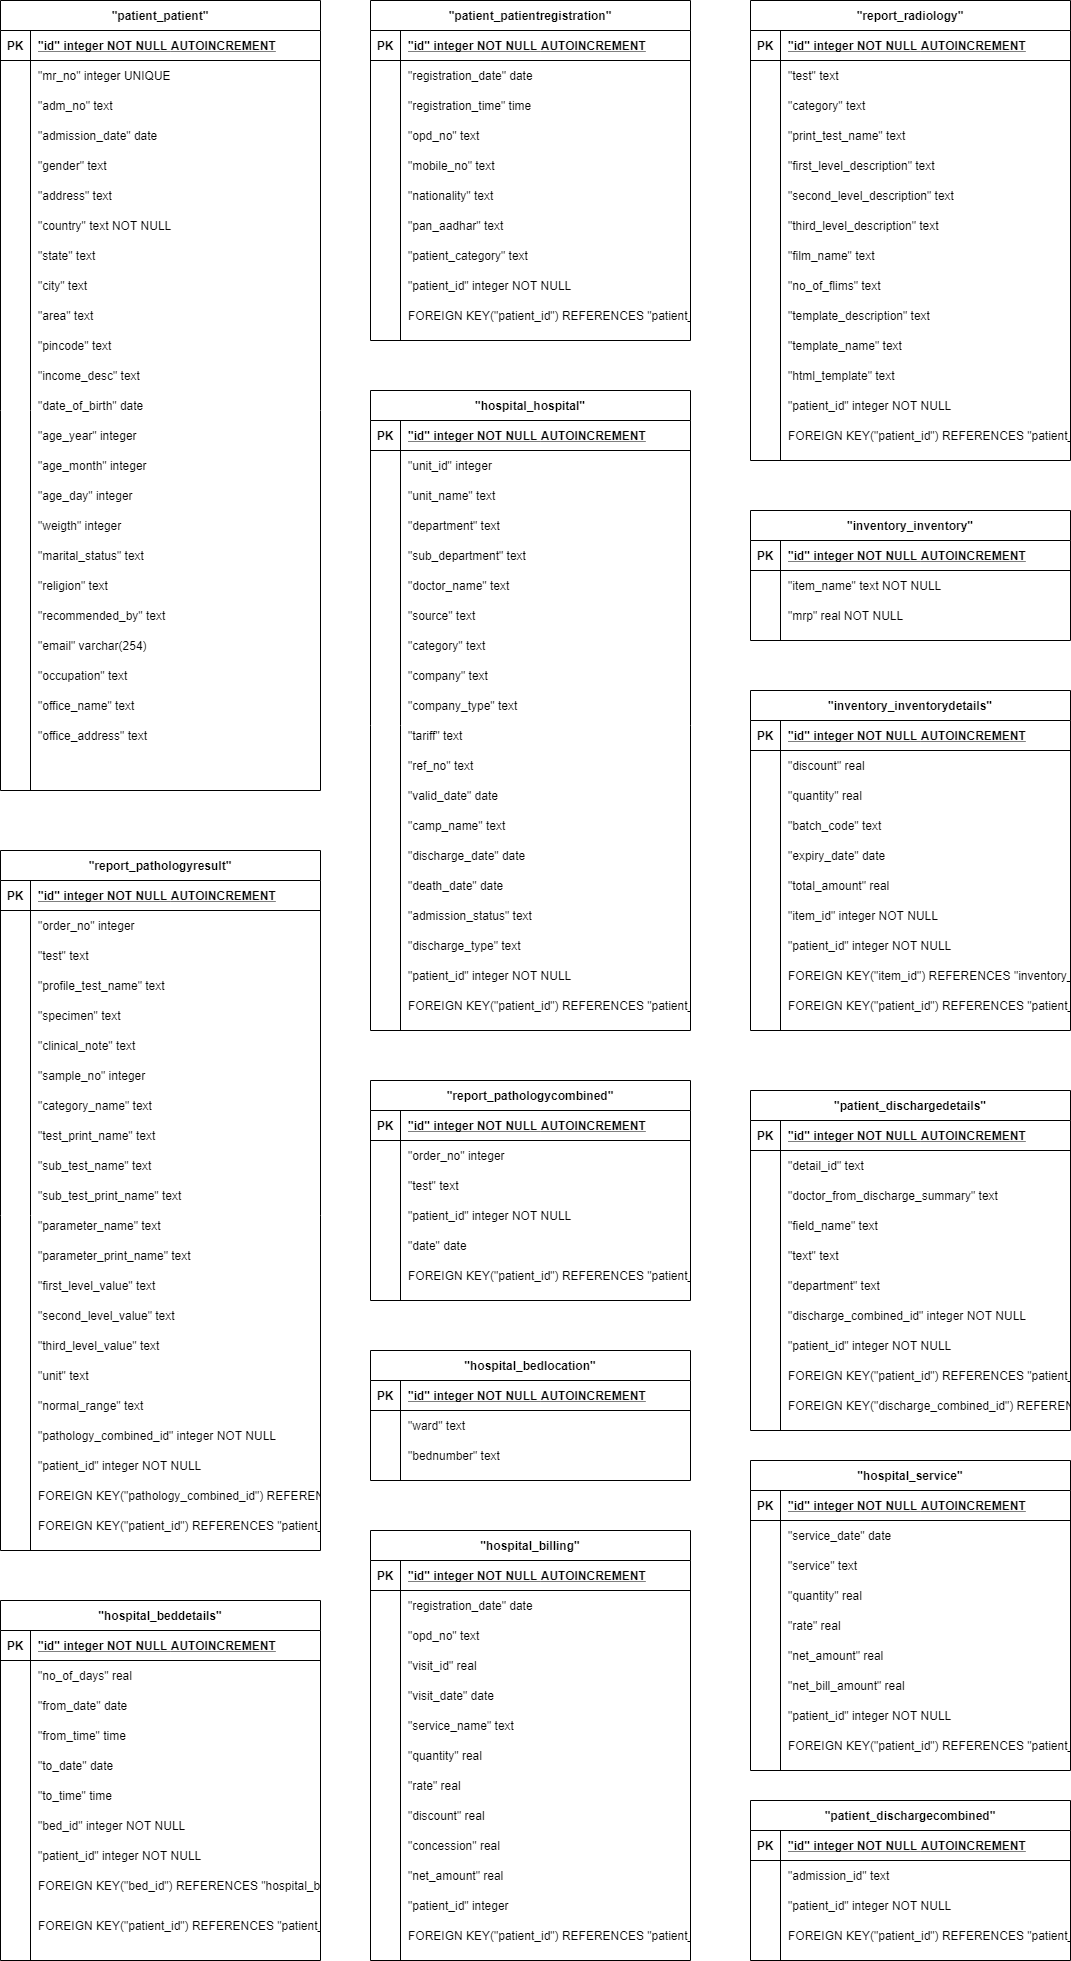 "patient_patient"
PK
"id" integer NOT NULL AUTOINCREMENT
"mr_no" integer UNIQUE
"adm_no" text
"admission_date" date
"gender" text
"address" text
"country" text NOT NULL
"state" text
"city" text
"area" text
"pincode" text
"income_desc" text
"date_of_birth" date
"age_year" integer
"age_month" integer
"age_day" integer
"weigth" integer
"marital_status" text
"religion" text
"recommended_by" text
"email" varchar(254)
"occupation" text
"office_name" text
"office_address" text
"report_pathologyresult"
PK
"id" integer NOT NULL AUTOINCREMENT
"order_no" integer
"test" text
"profile_test_name" text
"specimen" text
"clinical_note" text
"sample_no" integer
"category_name" text
"test_print_name" text
"sub_test_name" text
"sub_test_print_name" text
"parameter_name" text
"parameter_print_name" text
"first_level_value" text
"second_level_value" text
"third_level_value" text
"unit" text
"normal_range" text
"pathology_combined_id" integer NOT NULL
"patient_id" integer NOT NULL
FOREIGN KEY("pathology_combined_id") REFEREN
FOREIGN KEY("patient_id") REFERENCES "patient_
"hospital_beddetails"
PK
"id" integer NOT NULL AUTOINCREMENT
"no_of_days" real
"from_date" date
"from_time" time
"to_date" date
"to_time" time
"bed_id" integer NOT NULL
"patient_id" integer NOT NULL
FOREIGN KEY("bed_id") REFERENCES "hospital_b
FOREIGN KEY("patient_id") REFERENCES "patient_
"patient_patientregistration"
PK
"id" integer NOT NULL AUTOINCREMENT
"registration_date" date
"registration_time" time
"opd_no" text
"mobile_no" text
"nationality" text
"pan_aadhar" text
"patient_category" text
"patient_id" integer NOT NULL
FOREIGN KEY("patient_id") REFERENCES "patient_
"hospital_hospital"
PK
"id" integer NOT NULL AUTOINCREMENT
"unit_id" integer
"unit_name" text
"department" text
"sub_department" text
"doctor_name" text
"source" text
"category" text
"company" text
"company_type" text
"tariff" text
"ref_no" text
"valid_date" date
"camp_name" text
"discharge_date" date
"death_date" date
"admission_status" text
"discharge_type" text
"patient_id" integer NOT NULL
FOREIGN KEY("patient_id") REFERENCES "patient_
"report_pathologycombined"
PK
"id" integer NOT NULL AUTOINCREMENT
"order_no" integer
"test" text
"patient_id" integer NOT NULL
"date" date
FOREIGN KEY("patient_id") REFERENCES "patient_
"hospital_bedlocation"
PK
"id" integer NOT NULL AUTOINCREMENT
"ward" text
"bednumber" text
"hospital_billing"
PK
"id" integer NOT NULL AUTOINCREMENT
"registration_date" date
"opd_no" text
"visit_id" real
"visit_date" date
"service_name" text
"quantity" real
"rate" real
"discount" real
"concession" real
"net_amount" real
"patient_id" integer
FOREIGN KEY("patient_id") REFERENCES "patient_
"report_radiology"
PK
"id" integer NOT NULL AUTOINCREMENT
"test" text
"category" text
"print_test_name" text
"first_level_description" text
"second_level_description" text
"third_level_description" text
"film_name" text
"no_of_flims" text
"template_description" text
"template_name" text
"html_template" text
"patient_id" integer NOT NULL
FOREIGN KEY("patient_id") REFERENCES "patient_
"inventory_inventory"
PK
"id" integer NOT NULL AUTOINCREMENT
"item_name" text NOT NULL
"mrp" real NOT NULL
"inventory_inventorydetails"
PK
"id" integer NOT NULL AUTOINCREMENT
"discount" real
"quantity" real
"batch_code" text
"expiry_date" date
"total_amount" real
"item_id" integer NOT NULL
"patient_id" integer NOT NULL
FOREIGN KEY("item_id") REFERENCES "inventory_
FOREIGN KEY("patient_id") REFERENCES "patient_
"patient_dischargedetails"
PK
"id" integer NOT NULL AUTOINCREMENT
"detail_id" text
"doctor_from_discharge_summary" text
"field_name" text
"text" text
"department" text
"discharge_combined_id" integer NOT NULL
"patient_id" integer NOT NULL
FOREIGN KEY("patient_id") REFERENCES "patient_
FOREIGN KEY("discharge_combined_id") REFEREN
"hospital_service"
PK
"id" integer NOT NULL AUTOINCREMENT
"service_date" date
"service" text
"quantity" real
"rate" real
"net_amount" real
"net_bill_amount" real
"patient_id" integer NOT NULL
FOREIGN KEY("patient_id") REFERENCES "patient_
"patient_dischargecombined"
PK
"id" integer NOT NULL AUTOINCREMENT
"admission_id" text
"patient_id" integer NOT NULL
FOREIGN KEY("patient_id") REFERENCES "patient_